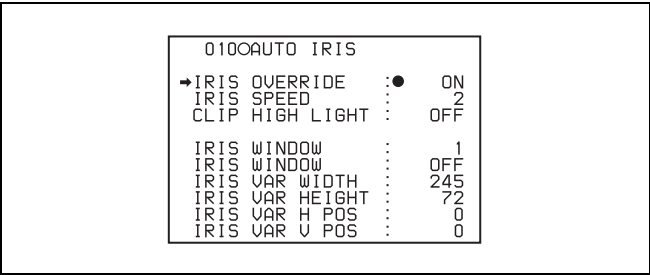 010○AUTO IRIS
➡IRIS OVERRIDE :● ON
IRIS SPEED : 2
CLIP HIGH LIGHT : OFF
IRIS WINDOW : 1
IRIS WINDOW : OFF
IRIS VAR WIDTH : 245
IRIS VAR HEIGHT : 72
IRIS VAR H POS : 0
IRIS VAR V POS : 0